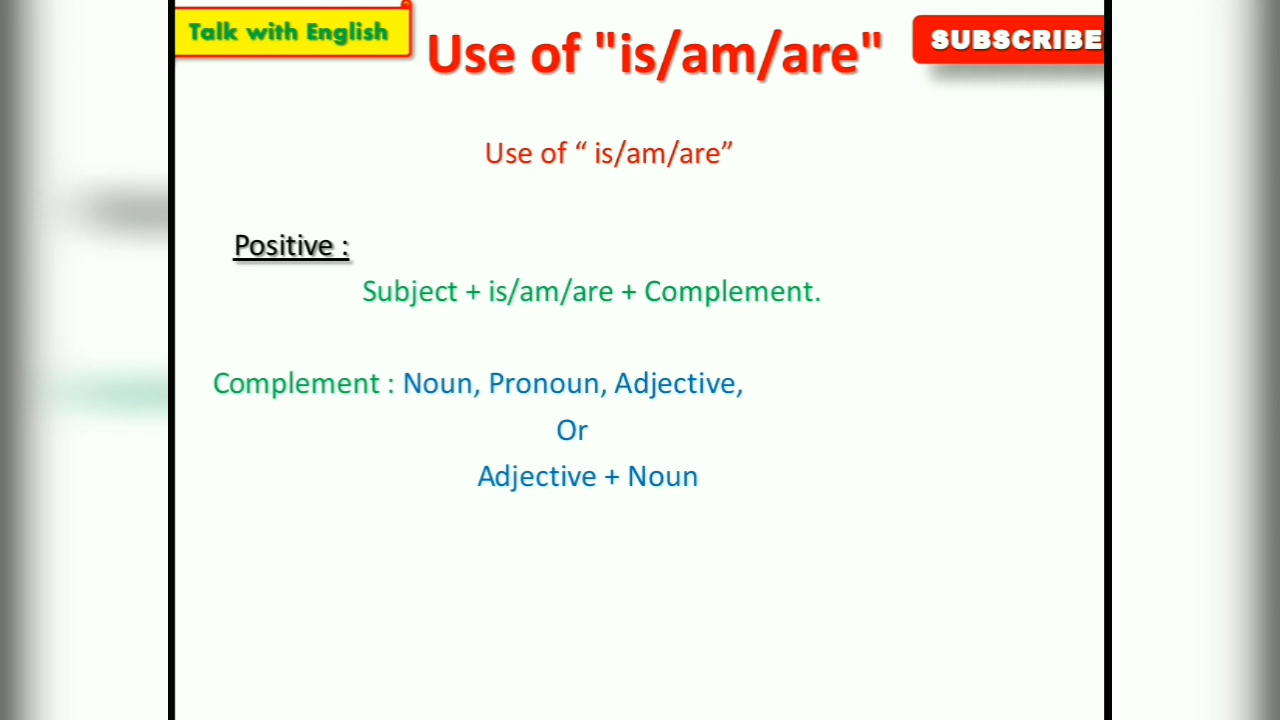 Talk with English
Use of "is/am/are"
SUBSCRIBE
Use of “ is/am/are”
Positive :
Subject + is/am/are + Complement.
Complement : Noun, Pronoun, Adjective,
Or
Adjective + Noun